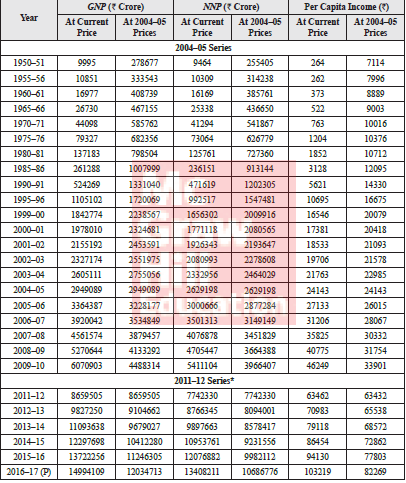 Year GNP (₹ Crore) NNP (₹ Crore) Per Capita Income (₹)
At Current Price At 2004–05 Prices At Current Price At 2004–05 Prices At Current Price At 2004–05 Prices
2004–05 Series
1950–51 9995 278677 9464 255405 264 7114
1955–56 10851 333543 10309 314238 262 7996
1960–61 16977 408739 16169 385761 373 8889
1965–66 26730 467155 25338 436650 522 9003
1970–71 44098 585762 41294 541867 763 10016
1975–76 79327 682356 73064 626779 1204 10376
1980–81 137183 798504 125761 727360 1852 10712
1985–86 261288 1007999 236151 913144 3128 12095
1990–91 524269 1331040 471619 1202305 5621 14330
1995–96 1105102 1720069 992517 1547481 10695 16675
1999–00 1842774 2238567 1656302 2009916 16546 20079
2000–01 1978010 2324681 1771118 2080565 17381 20418
2001–02 2155192 2453591 1926343 2193647 18533 21093
2002–03 2327174 2551975 2080993 2278608 19706 21578
2003–04 2605111 2755056 2332956 2464029 21763 22985
2004–05 2949089 2949089 2629198 2629198 24143 24143
2005–06 3364387 3228177 3000666 2877284 27133 26015
2006–07 3920042 3534849 3501313 3149149 31206 28067
2007–08 4561574 3879457 4076878 3451829 35825 30332
2008–09 5270644 4133292 4705447 3664388 40775 31754
2009–10 6070903 4488314 5411104 3966407 46249 33901
2011–12 Series*
2011–12 8659505 8659505 7742330 7742330 63462 63432
2012–13 9827250 9104662 8766345 8094001 70983 65538
2013–14 11093638 9679027 9897663 8578417 79118 68572
2014–15 12297698 10412280 10953761 9231556 86454 72862
2015–16 13722256 11246305 12076882 9982112 94130 77803
2016–17 (P) 14994109 12034713 13408211 10686776 103219 82269
Mc
Graw
Hill
Education